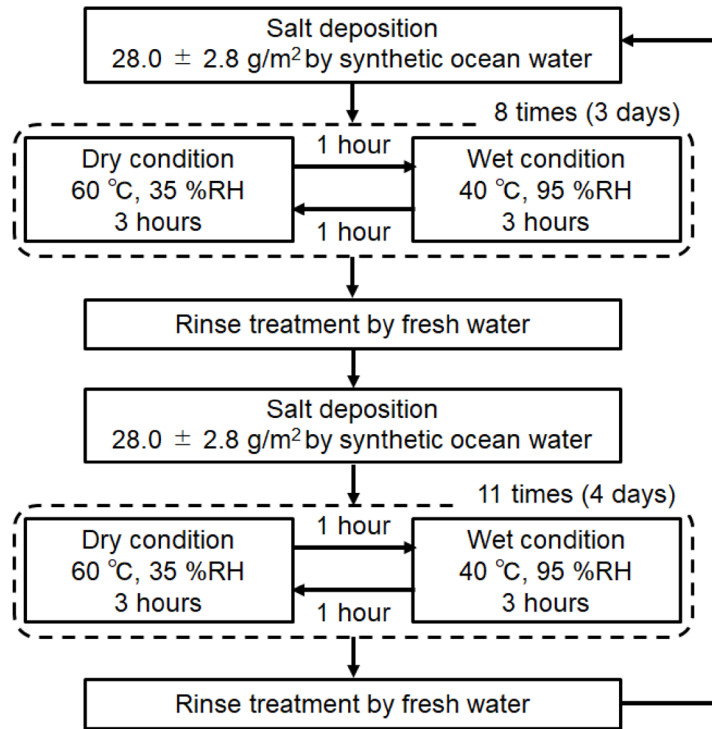 Salt deposition
28.0 ± 2.8 g/m² by synthetic ocean water
8 times (3 days)
Dry condition
60 ℃, 35 %RH
3 hours
1 hour
1 hour
Wet condition
40 ℃, 95 %RH
3 hours
Rinse treatment by fresh water
Salt deposition
28.0 ± 2.8 g/m² by synthetic ocean water
11 times (4 days)
Dry condition
60 ℃, 35 %RH
3 hours
1 hour
1 hour
Wet condition
40 ℃, 95 %RH
3 hours
Rinse treatment by fresh water